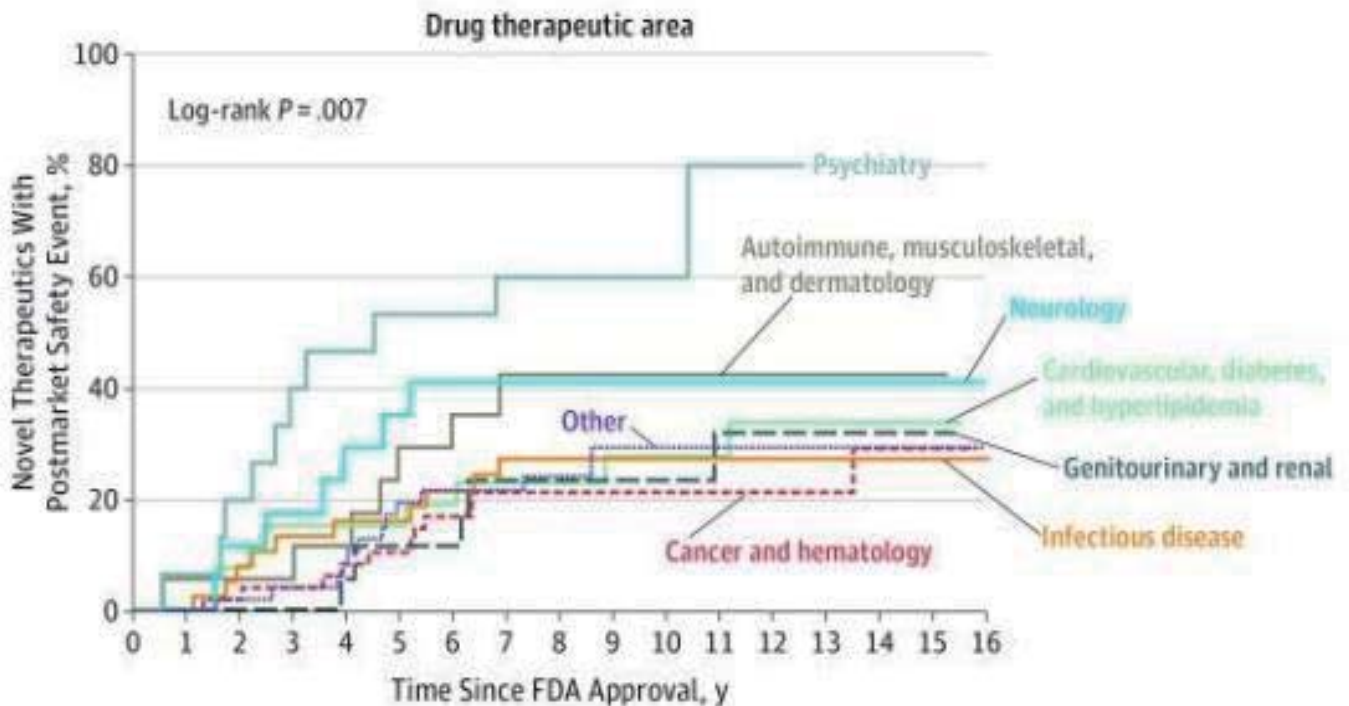 Drug therapeutic area
Log-rank P = .007
Novel Therapeutics With
Postmarket Safety Event, %
100
80
60
40
20
0
Psychiatry
Autoimmune, musculoskeletal,
and dermatology
Neurology
Cardiovascular, diabetes,
and hyperlipidemia
Other
Genitourinary and renal
Infectious disease
Cancer and hematology
0 1 2 3 4 5 6 7 8 9 10 11 12 13 14 15 16
Time Since FDA Approval, y